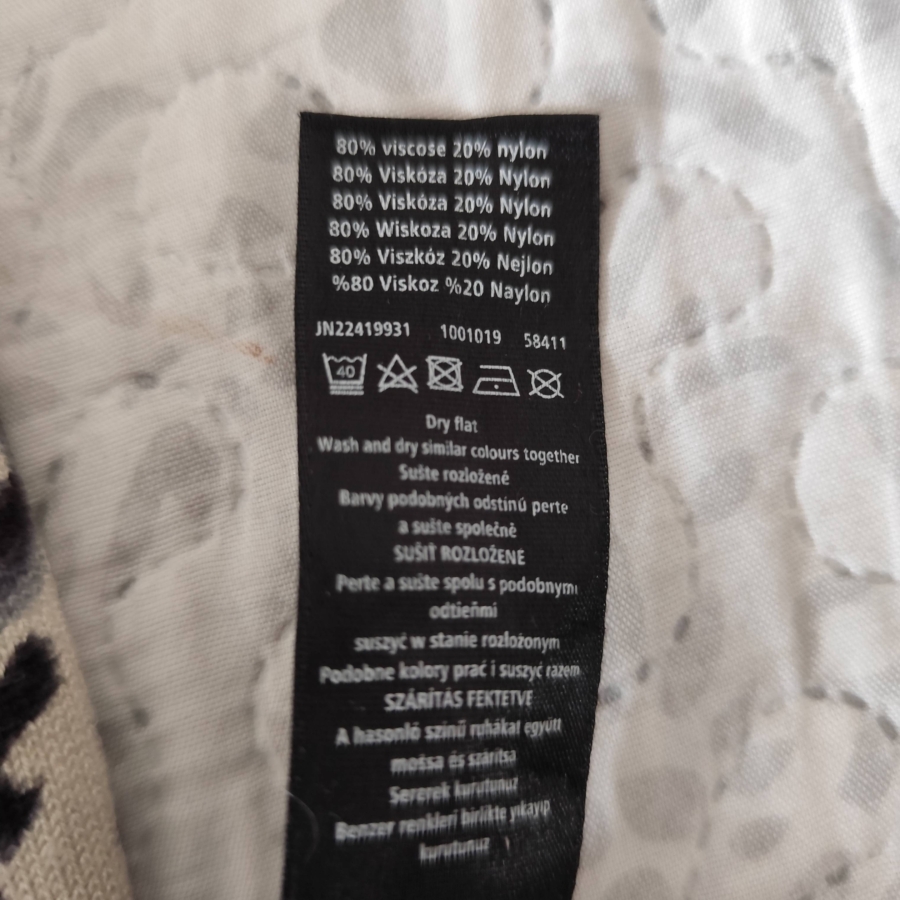 80% viscose 20% nylon
80% Viskóza 20% Nylon
80% Viskóza 20% Nylon
80% Wiskoza 20% Nylon
80% Viszkóz 20% Nejlon
%80 Viskoz %20 Naylon
JN22419931 1001019 58411
40
Dry flat
Wash and dry similar colours together
Sušte rozložené
Barvy podobných odstínú perte
a sušte společně
SUŠIŤ ROZLOŽENE
Perte a sušte spolu s podobnymi
odtieňmi
suszyć w stanie rozłożonym
Podobne kolory prać i suszyć razem
SZÁRÍTÁS FEKTETVE
A hasonló színű ruhákat együtt
mossa és szárítsa
Sererek kurutunuz
Benzer renkleri birlikte yıkayıp
kurutunuz